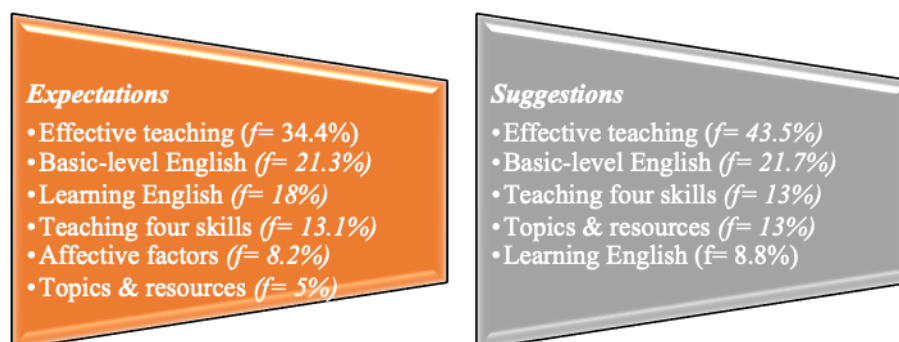 Expectations
•Effective teaching (f= 34.4%)
•Basic-level English (f= 21.3%)
•Learning English (f= 18%)
•Teaching four skills (f= 13.1%)
•Affective factors (f= 8.2%)
•Topics & resources (f= 5%)
Suggestions
•Effective teaching (f= 43.5%)
•Basic-level English (f= 21.7%)
•Teaching four skills (f= 13%)
•Topics & resources (f= 13%)
•Learning English (f= 8.8%)